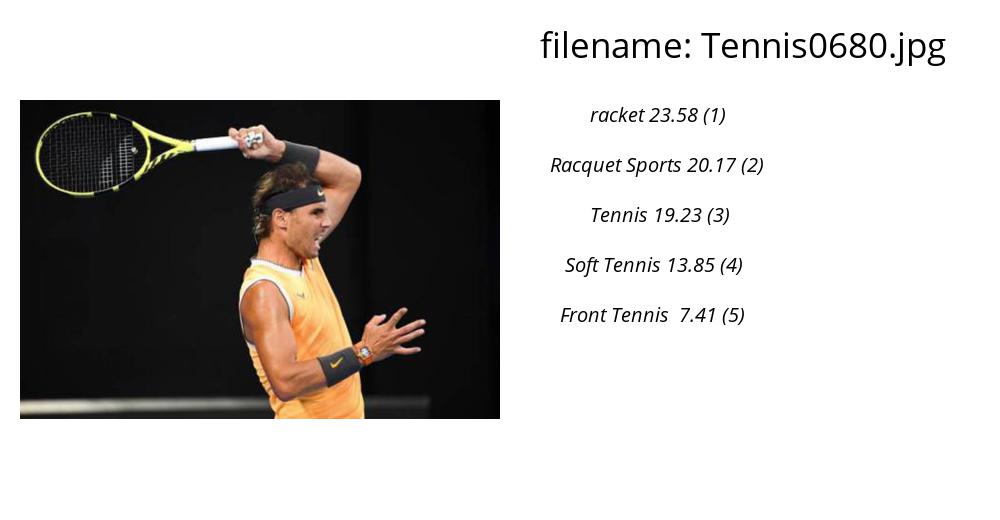 filename: Tennis0680.jpg
racket 23.58 (1)
Racquet Sports 20.17 (2)
Tennis 19.23 (3)
Soft Tennis 13.85 (4)
Front Tennis  7.41 (5)